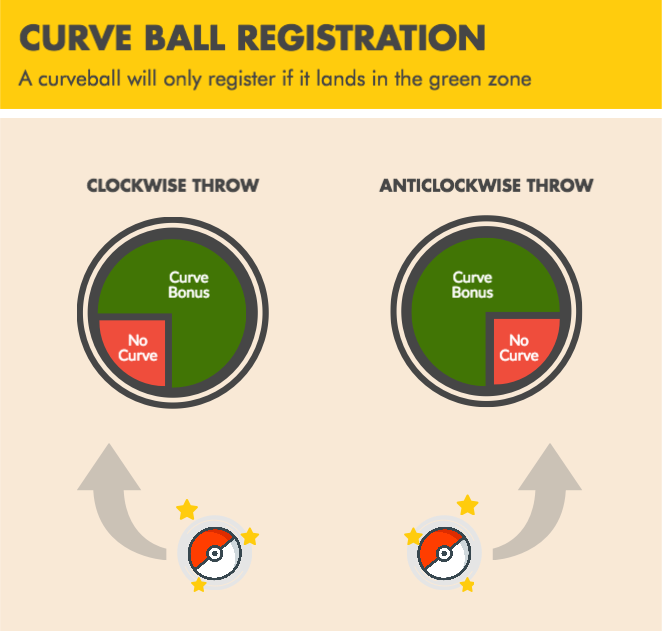 CURVE BALL REGISTRATION
A curveball will only register if it lands in the green zone
CLOCKWISE THROW
Curve
Bonus
No
Curve
ANTICLOCKWISE THROW
Curve
Bonus
No
Curve